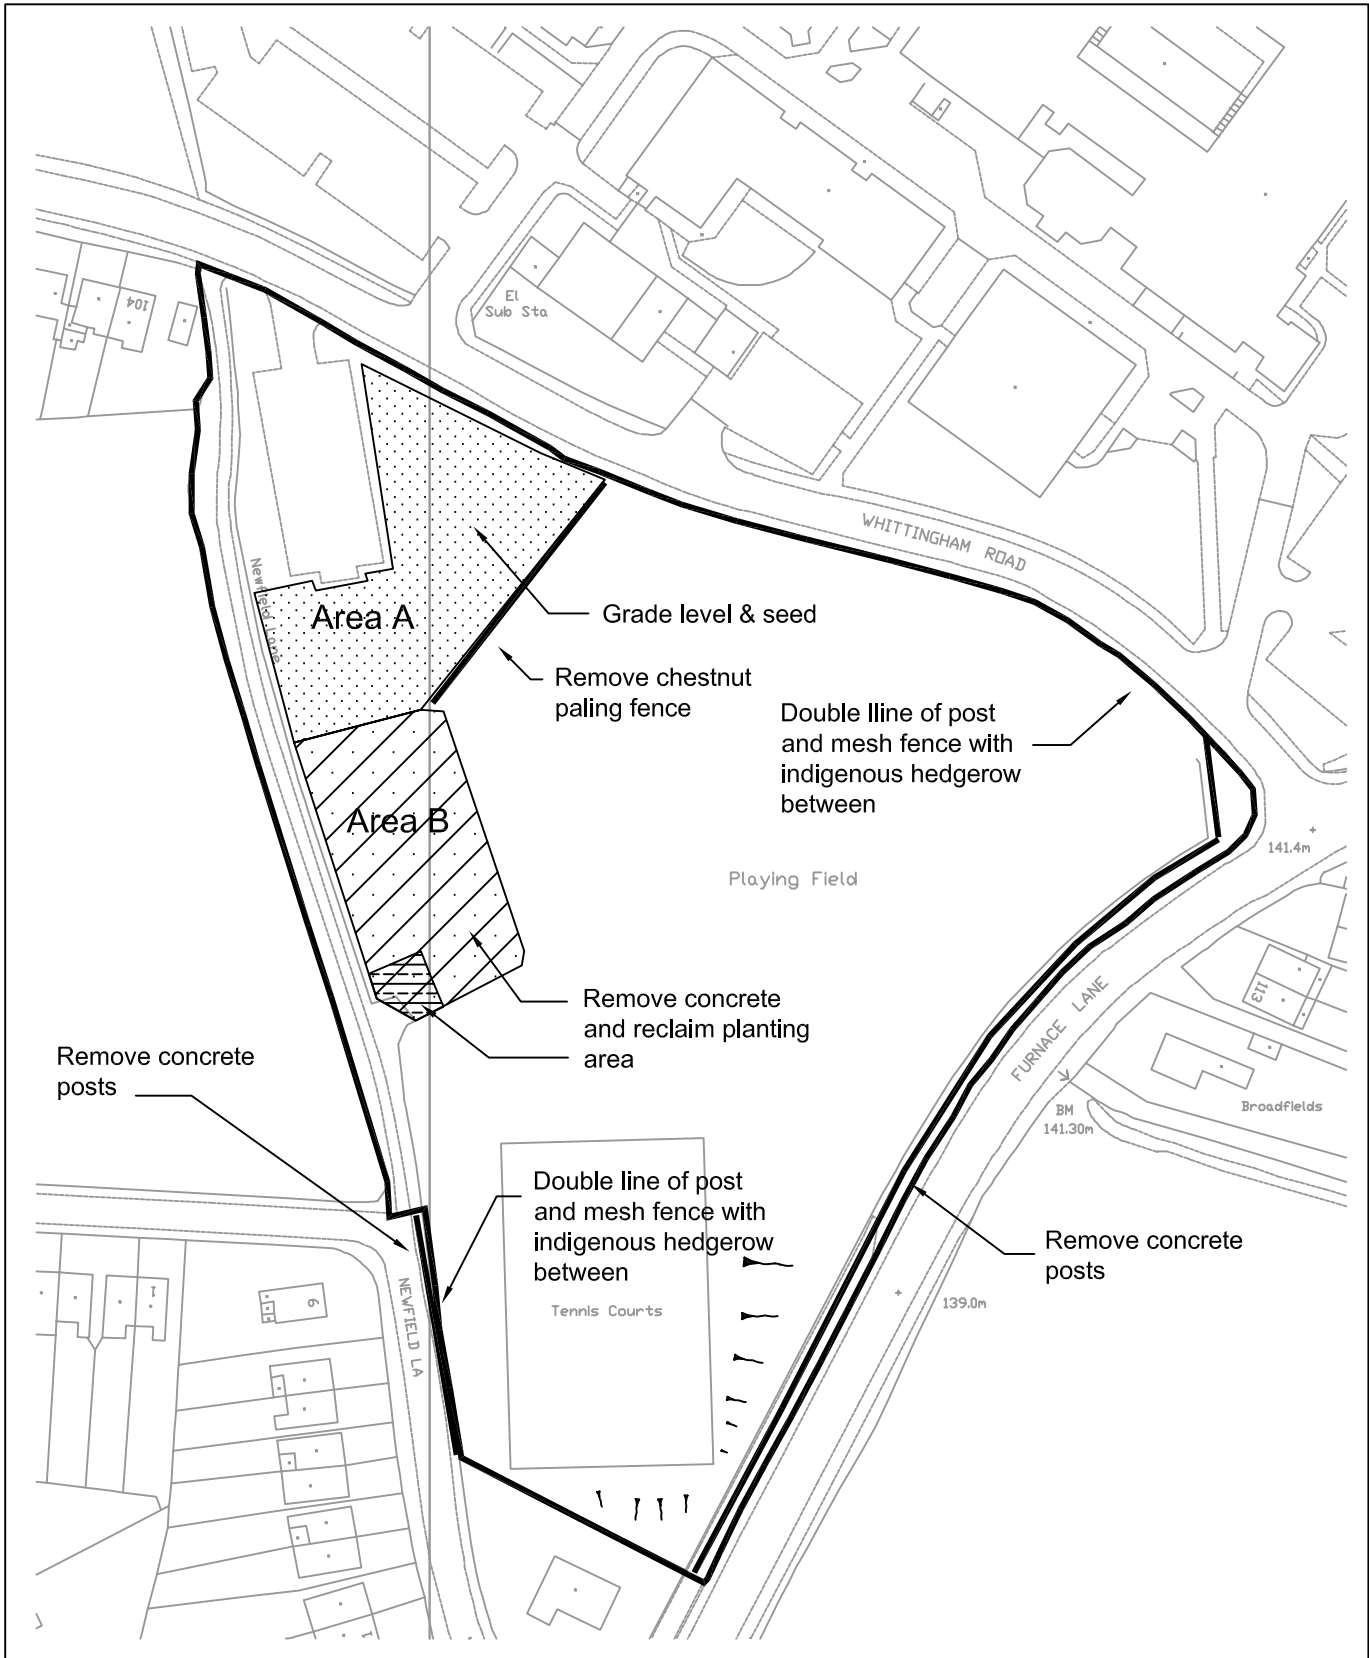 104
El
Sub Sta
WHITTINGHAM ROAD
Newfield Lane
Area A
Grade level & seed
Remove chestnut
paling fence
Double lline of post
and mesh fence with
indigenous hedgerow
between
Area B
141.4m
Playing Field
Remove concrete
and reclaim planting
area
113
FURNACE LANE
Remove concrete
posts
BM
141.30m
Broadfields
Double line of post
and mesh fence with
indigenous hedgerow
between
Remove concrete
posts
1
6
NEWFIELD LA
Tennis Courts
139.0m
1